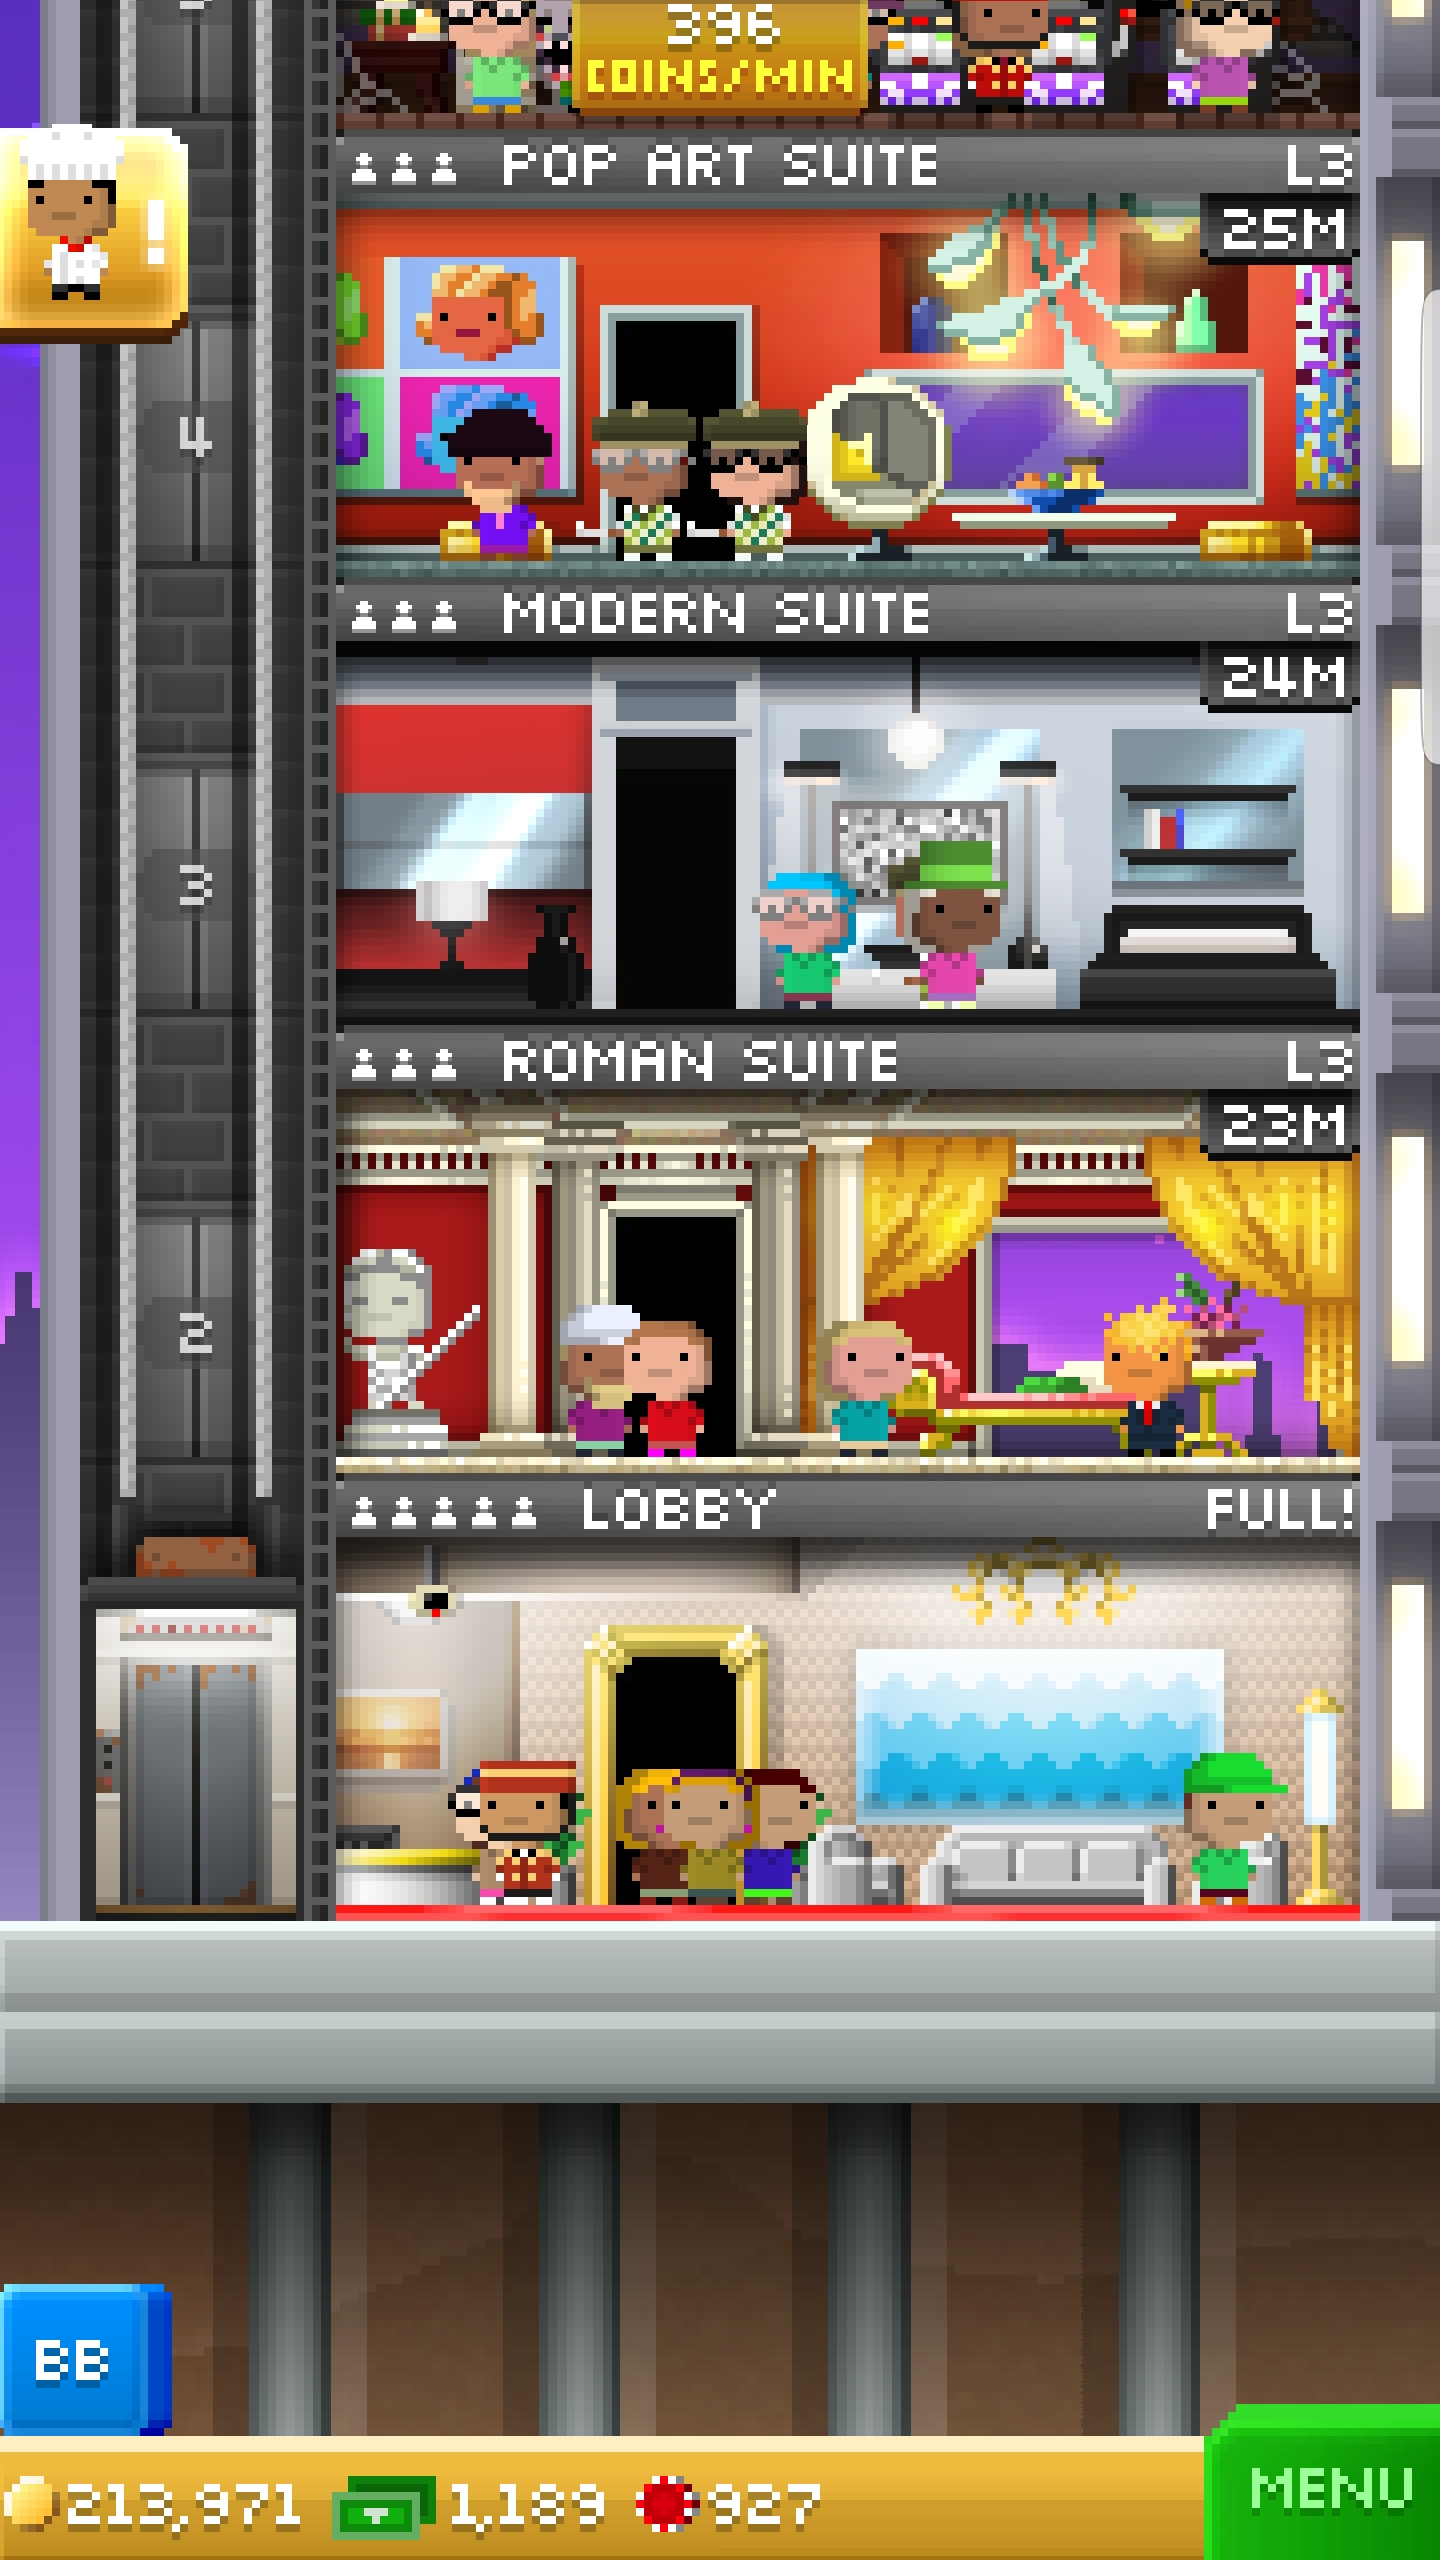 396
COINS/MIN
POP ART SUITE L3
25M
!
4
MODERN SUITE L3
24M
3
ROMAN SUITE L3
23M
2
LOBBY FULL!
BB
MENU
213,971 1,189 927